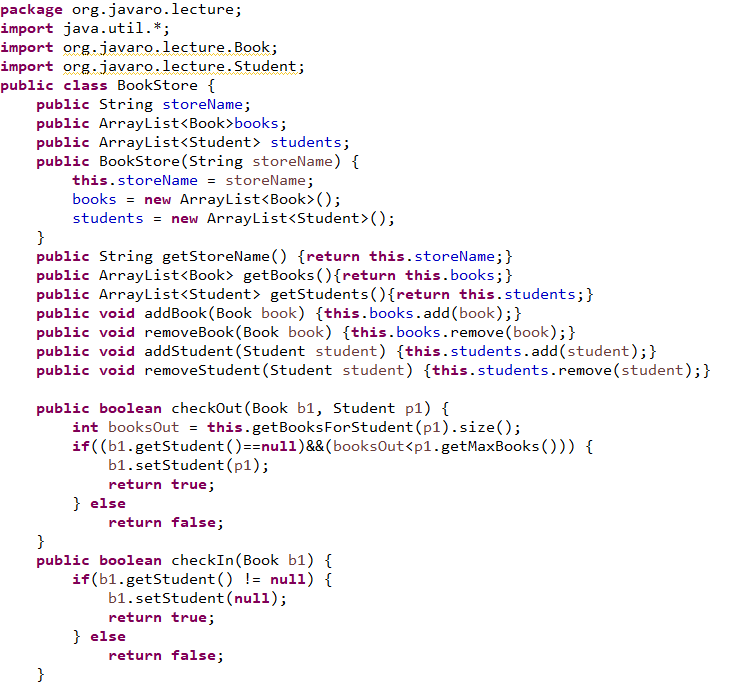 package org.javaro.lecture;
import java.util.*;
import org.javaro.lecture.Book;
import org.javaro.lecture.Student;
public class BookStore {
    public String storeName;
    public ArrayList<Book>books;
    public ArrayList<Student> students;
    public BookStore(String storeName) {
        this.storeName = storeName;
        books = new ArrayList<Book>();
        students = new ArrayList<Student>();
    }
    public String getStoreName() {return this.storeName;}
    public ArrayList<Book> getBooks(){return this.books;}
    public ArrayList<Student> getStudents(){return this.students;}
    public void addBook(Book book) {this.books.add(book);}
    public void removeBook(Book book) {this.books.remove(book);}
    public void addStudent(Student student) {this.students.add(student);}
    public void removeStudent(Student student) {this.students.remove(student);}

    public boolean checkOut(Book b1, Student p1) {
        int booksOut = this.getBooksForStudent(p1).size();
        if((b1.getStudent()==null)&&(booksOut<p1.getMaxBooks())) {
            b1.setStudent(p1);
            return true;
        } else
            return false;
    }
    public boolean checkIn(Book b1) {
        if(b1.getStudent() != null) {
            b1.setStudent(null);
            return true;
        } else
            return false;
    }